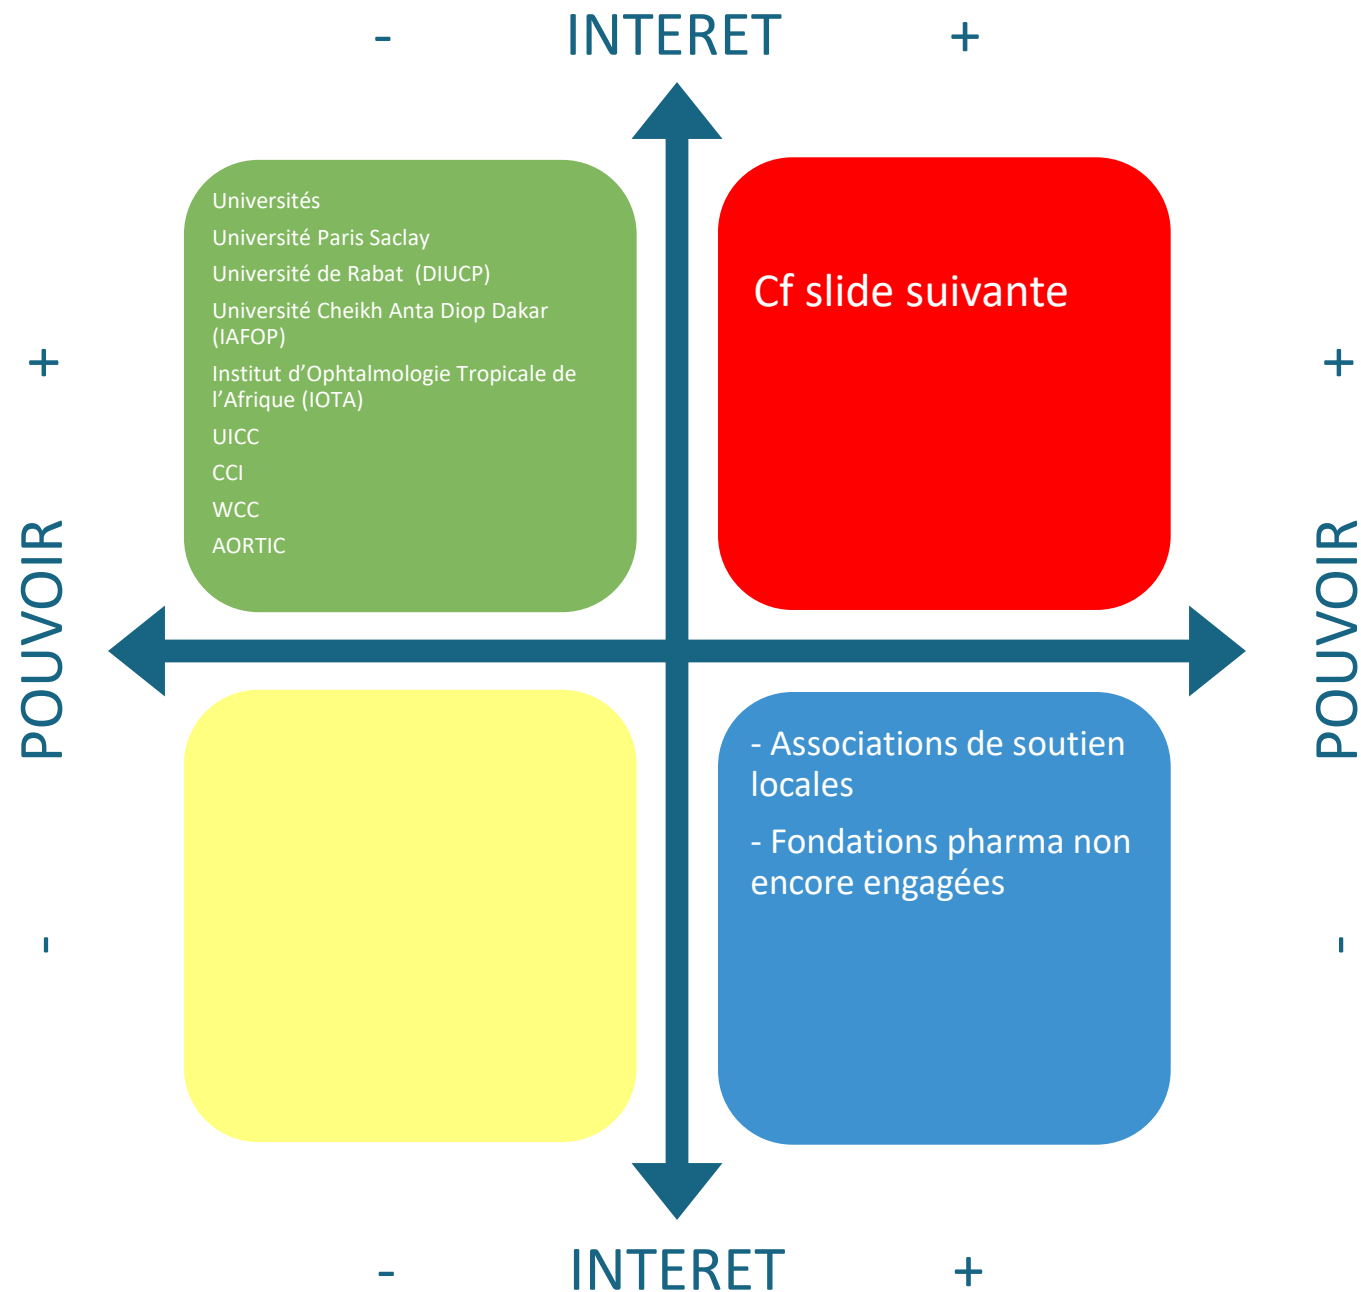 - INTERET +
Universités
Université Paris Saclay
Université de Rabat  (DIUCP)
Université Cheikh Anta Diop Dakar
(IAFOP)
Institut d’Ophtalmologie Tropicale de
l’Afrique (IOTA)
UICC
CCI
WCC
AORTIC
Cf slide suivante
+
POUVOIR
-
+
POUVOIR
-
- Associations de soutien
locales
- Fondations pharma non
encore engagées
- INTERET +